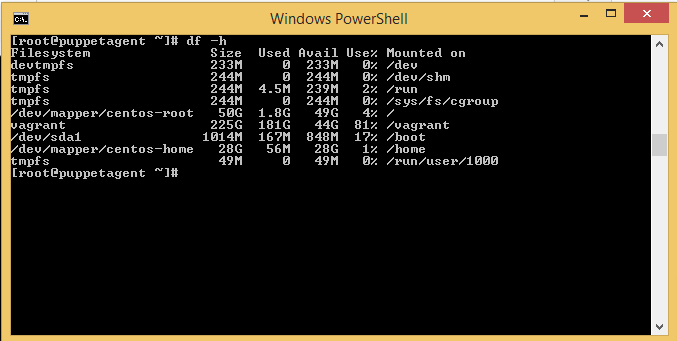 Windows PowerShell
[root@puppetagent ~]# df -h
Filesystem Size Used Avail Use% Mounted on
devtmpfs 233M 0 233M 0% /dev
tmpfs 244M 0 244M 0% /dev/shm
tmpfs 244M 4.5M 239M 2% /run
tmpfs 244M 0 244M 0% /sys/fs/cgroup
/dev/mapper/centos-root 50G 1.8G 49G 4% /
vagrant 225G 181G 44G 81% /vagrant
/dev/sda1 1014M 167M 848M 17% /boot
/dev/mapper/centos-home 28G 56M 28G 1% /home
tmpfs 49M 0 49M 0% /run/user/1000
[root@puppetagent ~]#